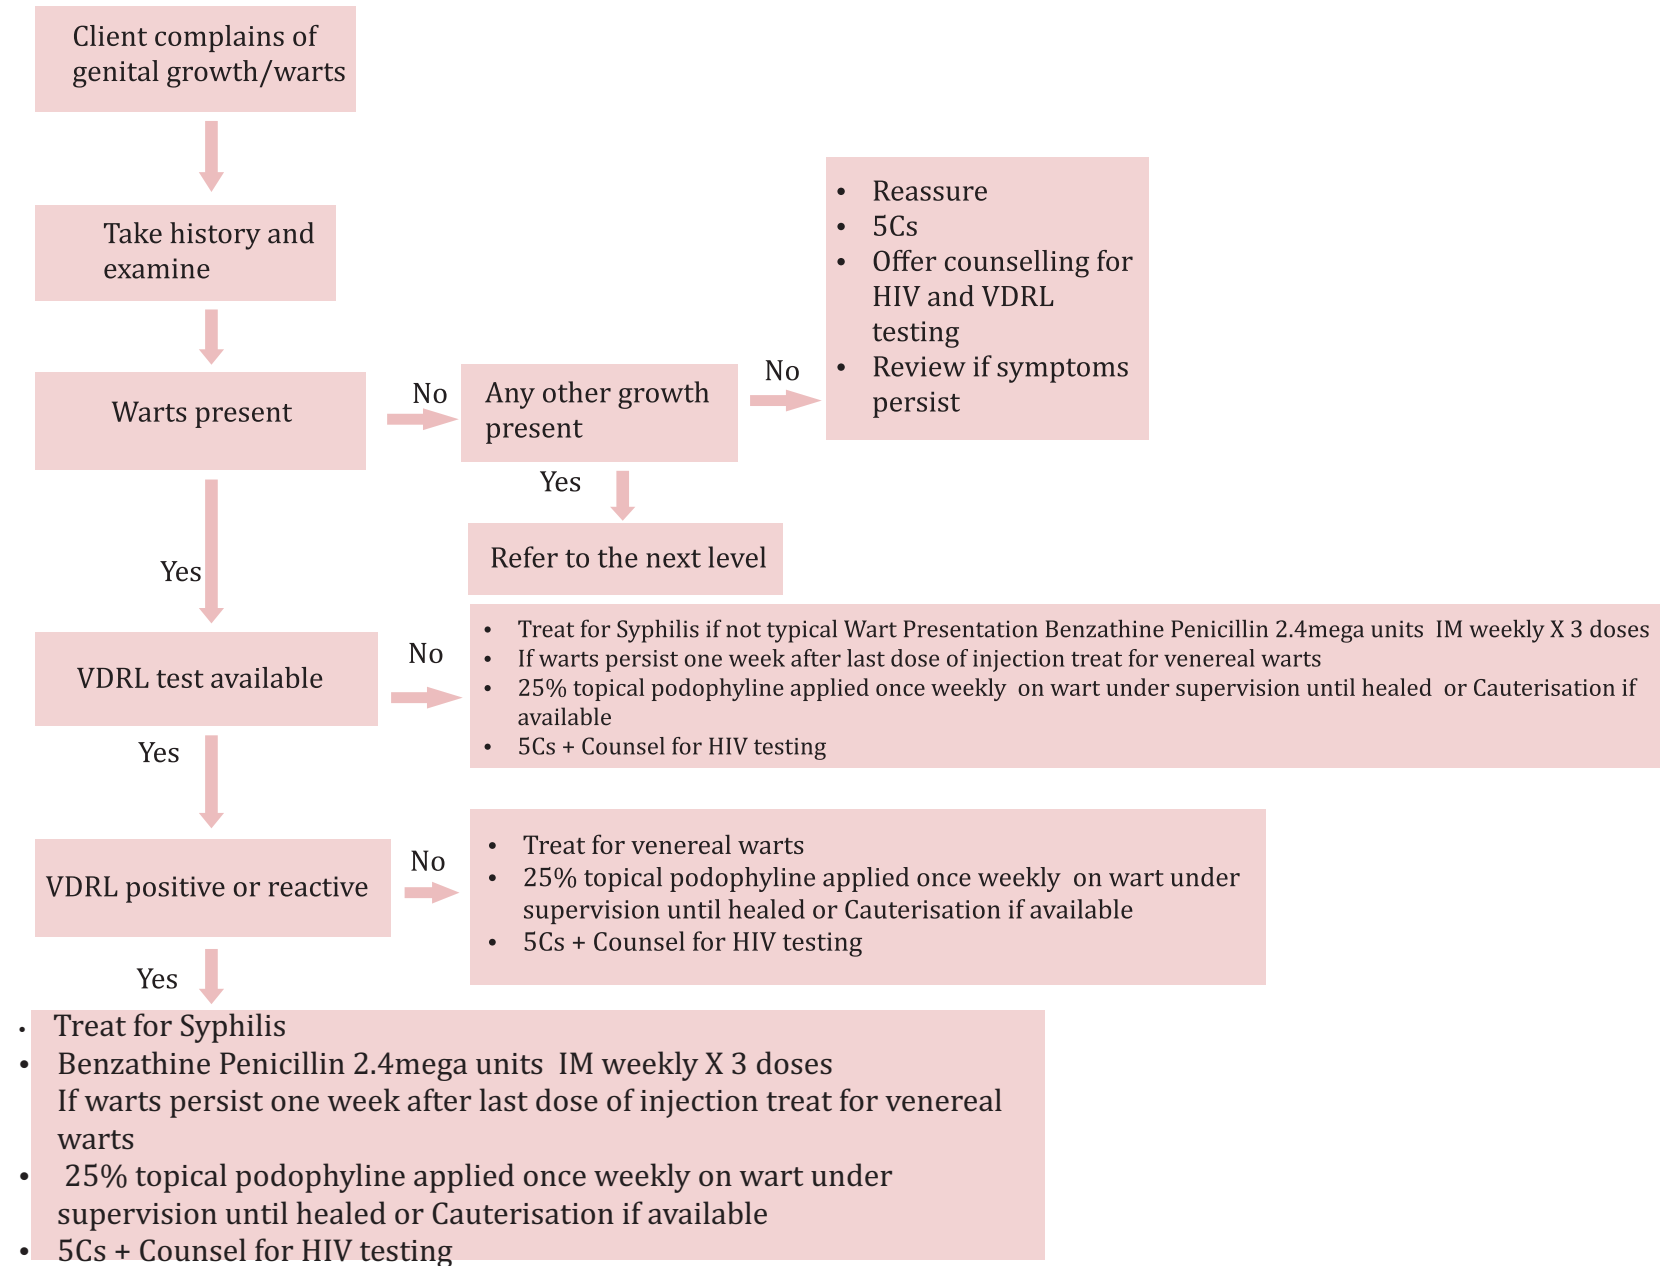 Client complains of
genital growth/warts
Take history and
examine
Warts present
No
Any other growth
present
No
• Reassure
• 5Cs
• Offer counselling for
HIV and VDRL
testing
• Review if symptoms
persist
Yes
Refer to the next level
Yes
VDRL test available
No
• Treat for Syphilis if not typical Wart Presentation Benzathine Penicillin 2.4mega units IM weekly X 3 doses
• If warts persist one week after last dose of injection treat for venereal warts
• 25% topical podophyline applied once weekly on wart under supervision until healed or Cauterisation if
available
• 5Cs + Counsel for HIV testing
Yes
VDRL positive or reactive
No
• Treat for venereal warts
• 25% topical podophyline applied once weekly on wart under
supervision until healed or Cauterisation if available
• 5Cs + Counsel for HIV testing
Yes
• Treat for Syphilis
• Benzathine Penicillin 2.4mega units IM weekly X 3 doses
If warts persist one week after last dose of injection treat for venereal
warts
• 25% topical podophyline applied once weekly on wart under
supervision until healed or Cauterisation if available
• 5Cs + Counsel for HIV testing